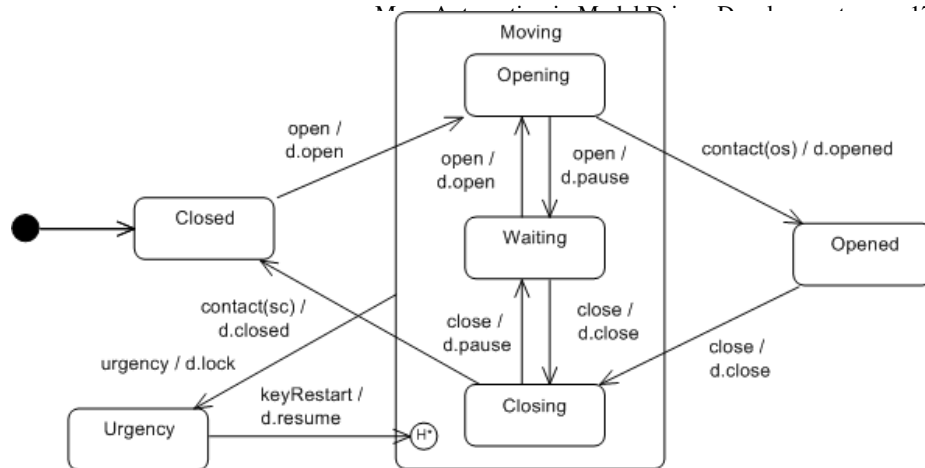 Moving
Opening
open /
d.open
contact(os) / d.opened
open /
d.open
open /
d.pause
Closed
Waiting
Opened
contact(sc) /
d.closed
close /
d.pause
close /
d.close
close /
d.close
urgency / d.lock
keyRestart /
d.resume
Urgency
H*
Closing